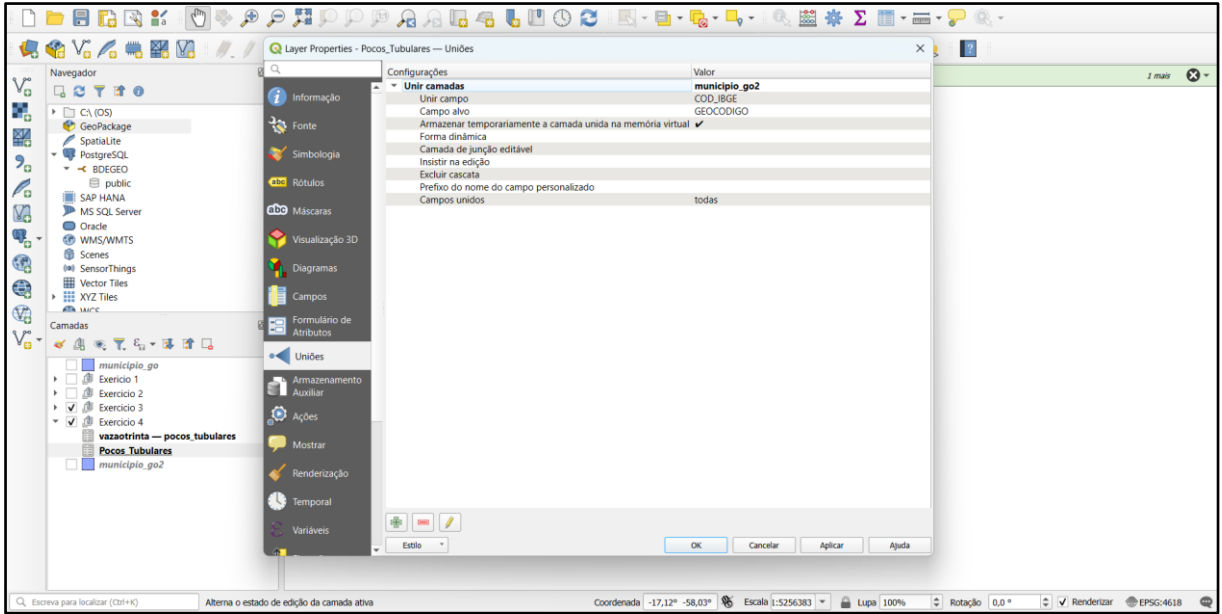 Layer Properties - Pocos_Tubulares — Uniões
Navegador
1 mais
C:\ (OS)
GeoPackage
SpatiaLite
PostgreSQL
BDEGEO
public
SAP HANA
MS SQL Server
Oracle
WMS/WMTS
Scenes
SensorThings
Vector Tiles
XYZ Tiles
WCS
Camadas
municipio_go
Exericio 1
Exercicio 2
Exercicio 3
Exercicio 4
vazaotrinta — pocos_tubulares
Pocos_Tubulares
municipio_go2
Informação
Fonte
Simbologia
abc Rótulos
abc Máscaras
Visualização 3D
Diagramas
Campos
Formulário de
Atributos
Uniões
Armazenamento
Auxiliar
Ações
Mostrar
Renderização
Temporal
Variáveis
Configurações Valor
Unir camadas municipio_go2
Unir campo COD_IBGE
Campo alvo GEOCODIGO
Armazenar temporariamente a camada unida na memória virtual ✔
Forma dinâmica
Camada de junção editável
Insistir na edição
Excluir cascata
Prefixo do nome do campo personalizado
Campos unidos todas
Estilo OK Cancelar Aplicar Ajuda
Escreva para localizar (Ctrl+K) Alterna o estado de edição da camada ativa Coordenada -17,12° -58,03° Escala 1:5256383 Lupa 100% Rotação 0,0 ° Renderizar EPSG:4618